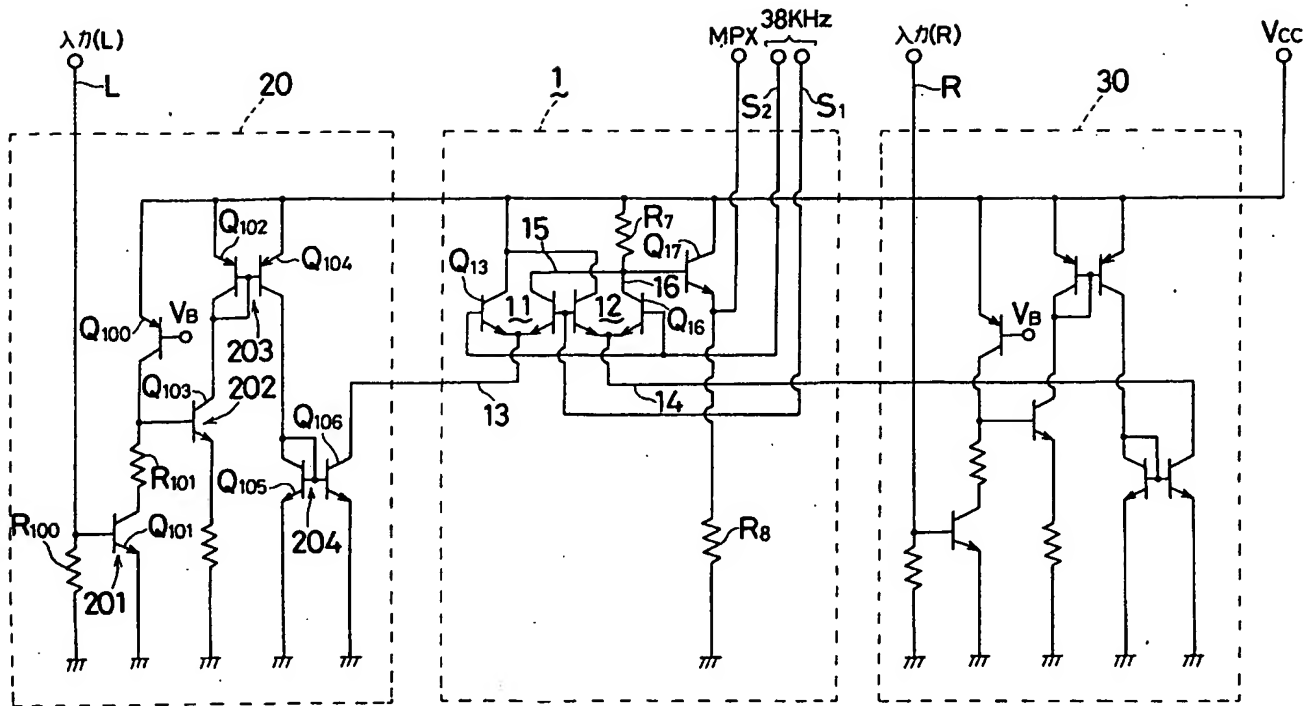 38KHz
入力(L)
MPX
入力(R)
VCC
L
S2
S1
R
20
1
30
Q102
Q104
R7
15
Q17
Q13
16
11
12
Q16
VB
VB
Q100
203
Q103
202
13
14
Q106
R101
Q105
R100
Q101
204
R8
201